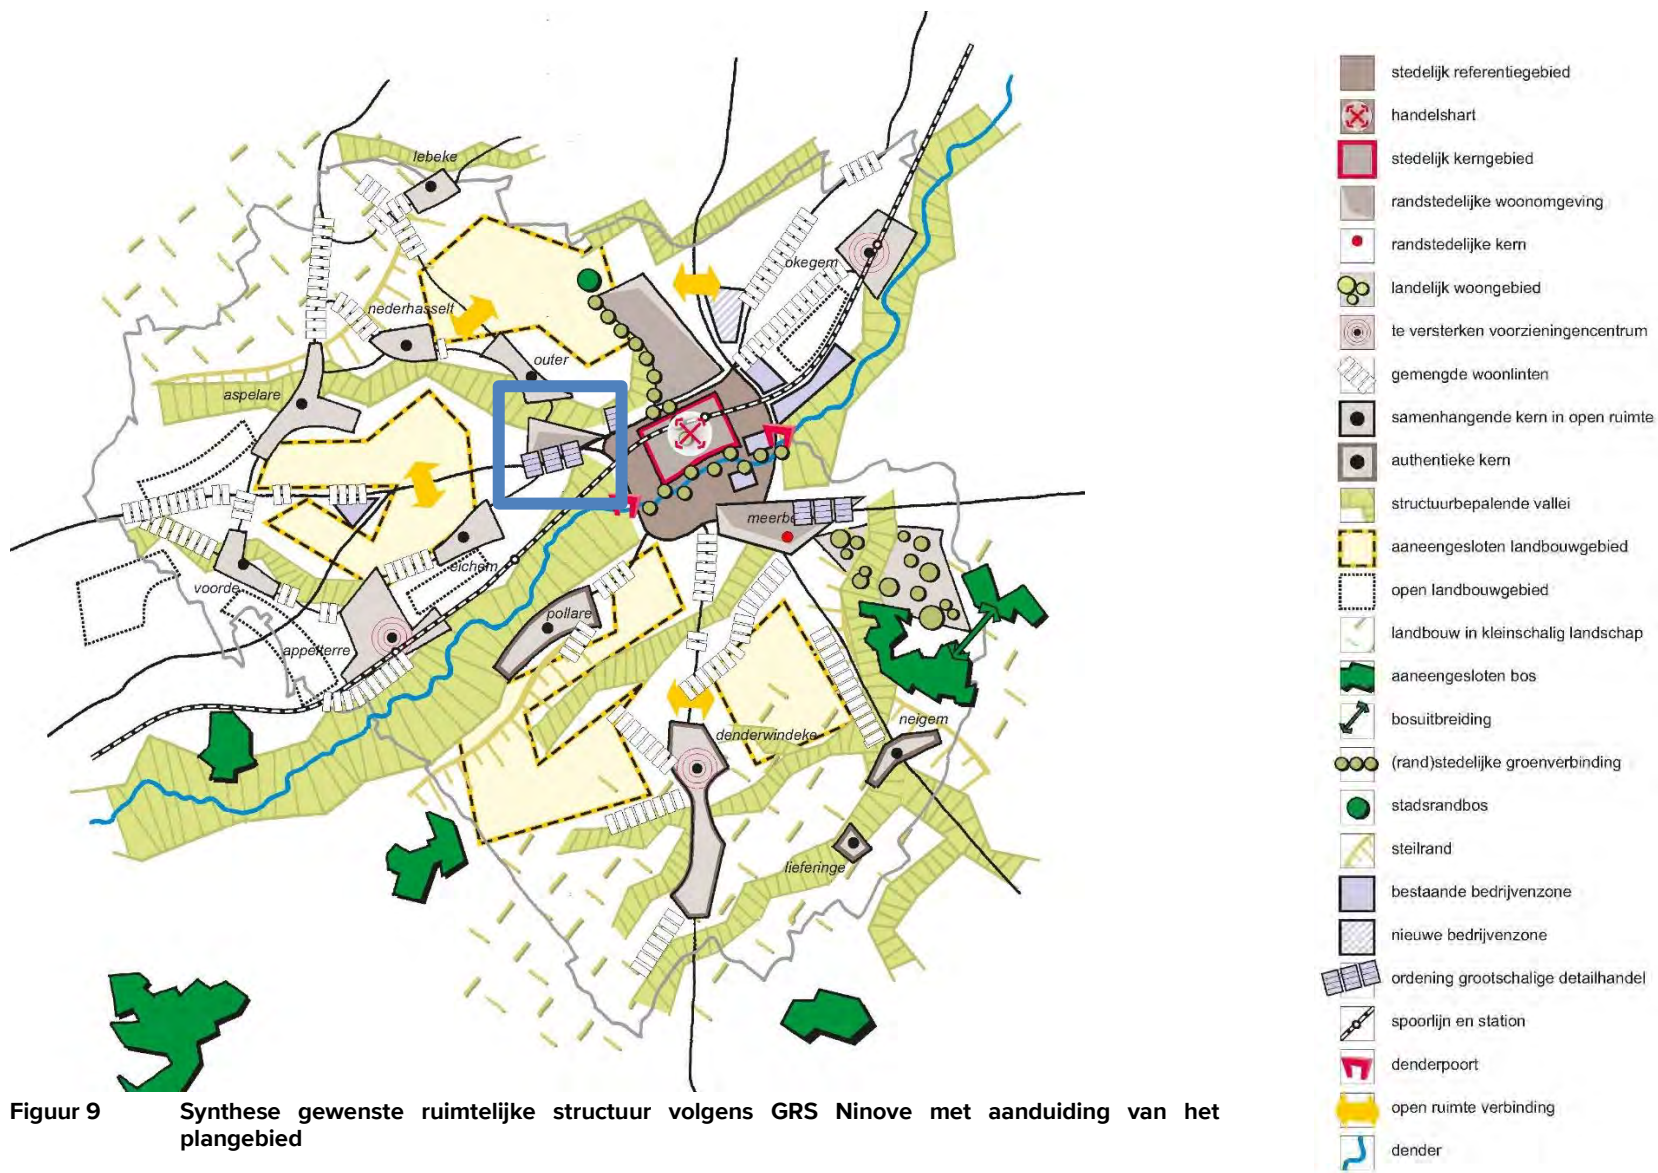 lebeke
okegem
nederhasselt
outer
aspelare
meerbe
eichem
voorde
pollare
appelterre
neigem
denderwindeke
lieferinge
stedelijk referentiegebied
handelshart
stedelijk kerngebied
randstedelijke woonomgeving
randstedelijke kern
landelijk woongebied
te versterken voorzieningencentrum
gemengde woonlinten
samenhangende kern in open ruimte
authentieke kern
structuurbepalende vallei
aaneengesloten landbouwgebied
open landbouwgebied
landbouw in kleinschalig landschap
aaneengesloten bos
bosuitbreiding
(rand)stedelijke groenverbinding
stadsrandbos
steilrand
bestaande bedrijvenzone
nieuwe bedrijvenzone
ordening grootschalige detailhandel
spoorlijn en station
denderpoort
open ruimte verbinding
dender
Figuur 9 Synthese gewenste ruimtelijke structuur volgens GRS Ninove met aanduiding van het
plangebied